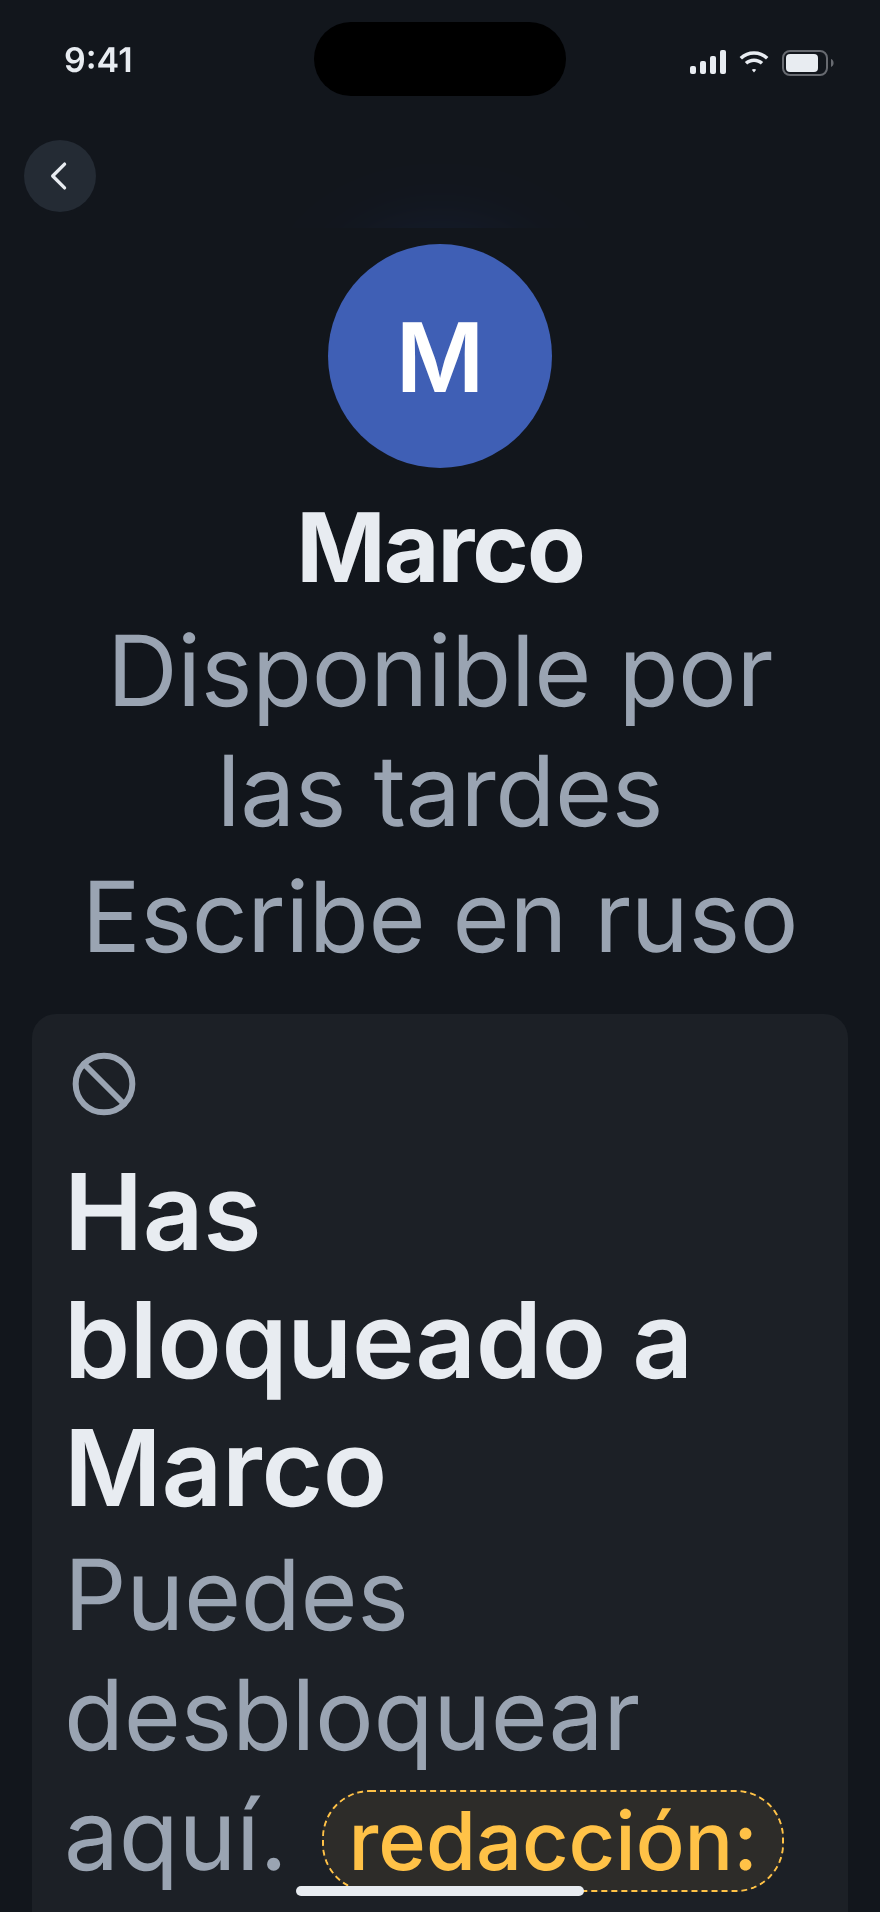 9:41
M
Marco
Disponible por
las tardes
Escribe en ruso
Has
bloqueado a
Marco
Puedes
desbloquear
aquí. redacción: